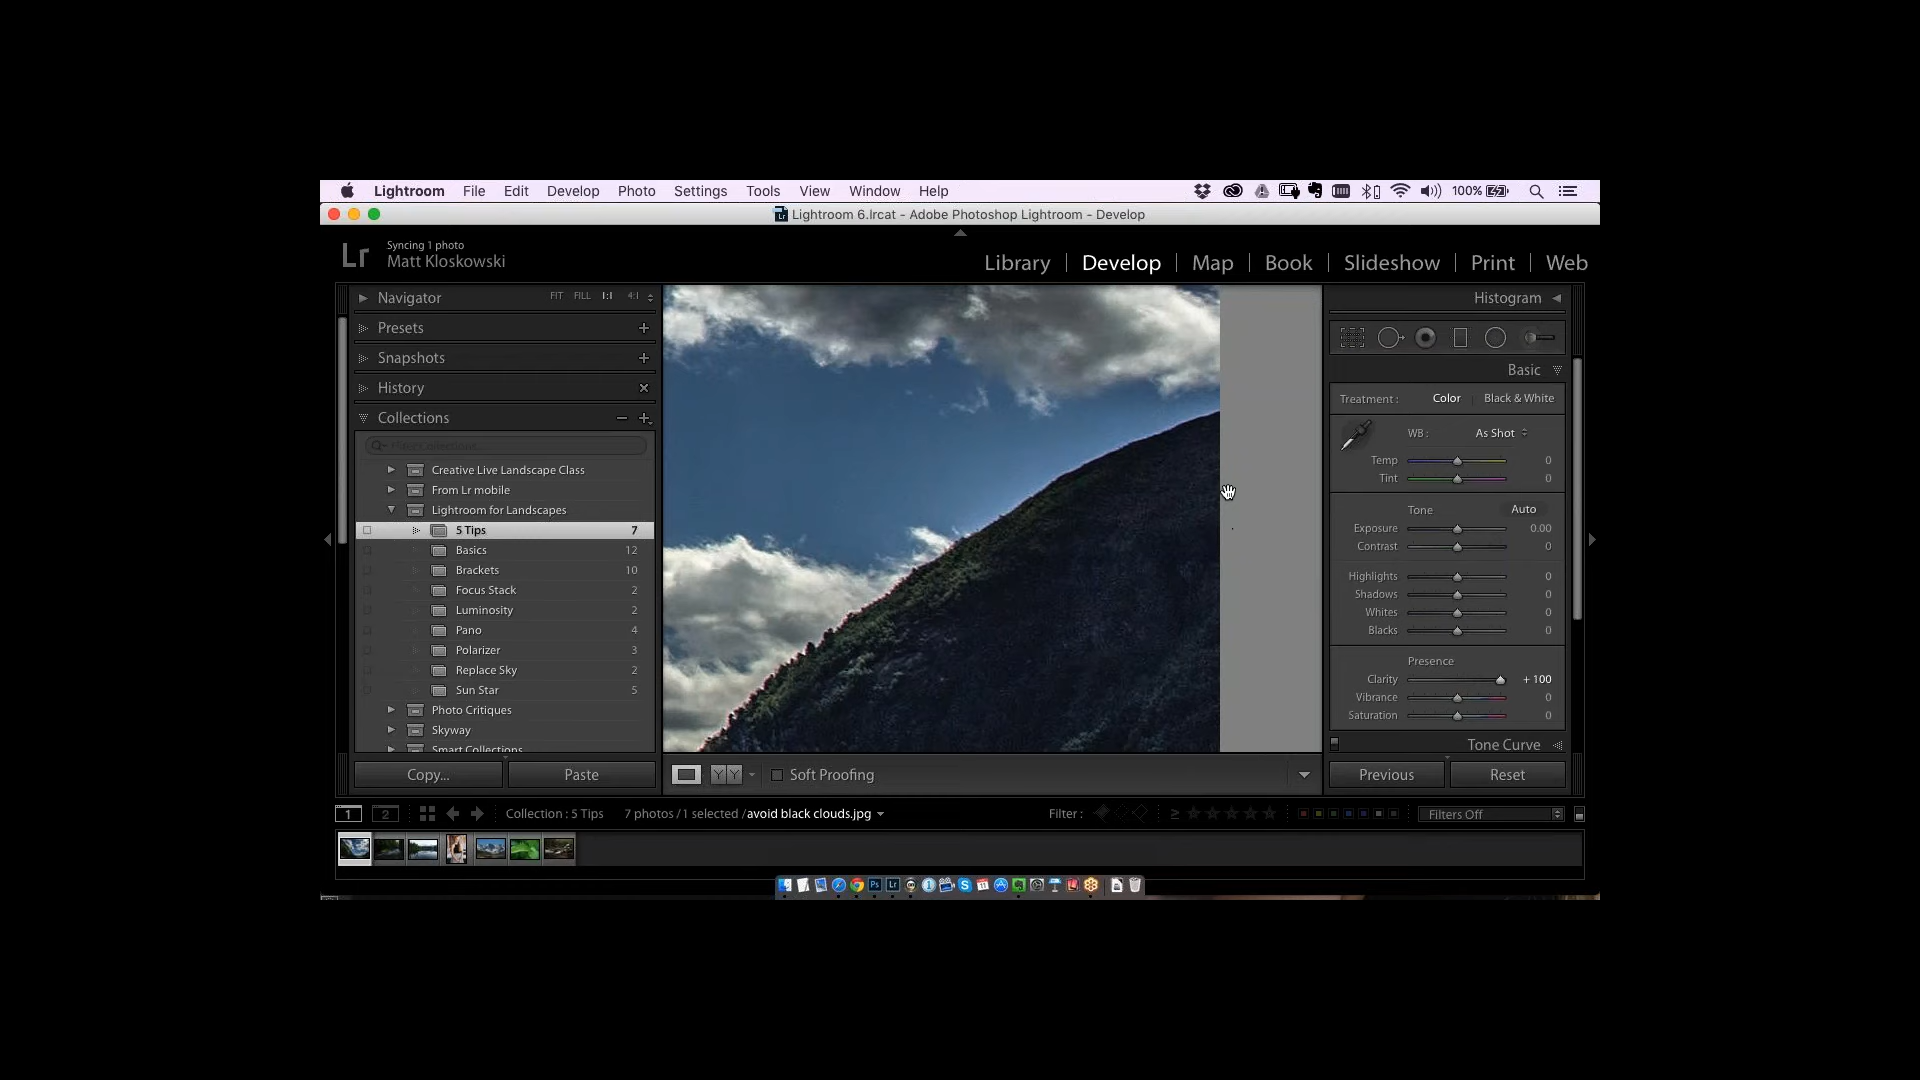 Lightroom File Edit Develop Photo Settings Tools View Window Help 100%
Lightroom 6.lrcat - Adobe Photoshop Lightroom - Develop
Lr
Syncing 1 photo
Matt Kloskowski
Library Develop Map Book Slideshow Print Web
Navigator FIT FILL 1:1 4:1
Presets
Snapshots
History
Collections
Creative Live Landscape Class
From Lr mobile
Lightroom for Landscapes
5 Tips 7
Basics 12
Brackets 10
Focus Stack 2
Luminosity 2
Pano 4
Polarizer 3
Replace Sky 2
Sun Star 5
Photo Critiques
Skyway
Smart Collections
Copy... Paste
Y Y Soft Proofing
Histogram
Basic
Treatment : Color Black & White
WB : As Shot
Temp 0
Tint 0
Tone Auto
Exposure 0.00
Contrast 0
Highlights 0
Shadows 0
Whites 0
Blacks 0
Presence
Clarity + 100
Vibrance 0
Saturation 0
Tone Curve
Previous Reset
1 2 Collection : 5 Tips 7 photos / 1 selected / avoid black clouds.jpg Filter : ≥ Filters Off
Ps Lr